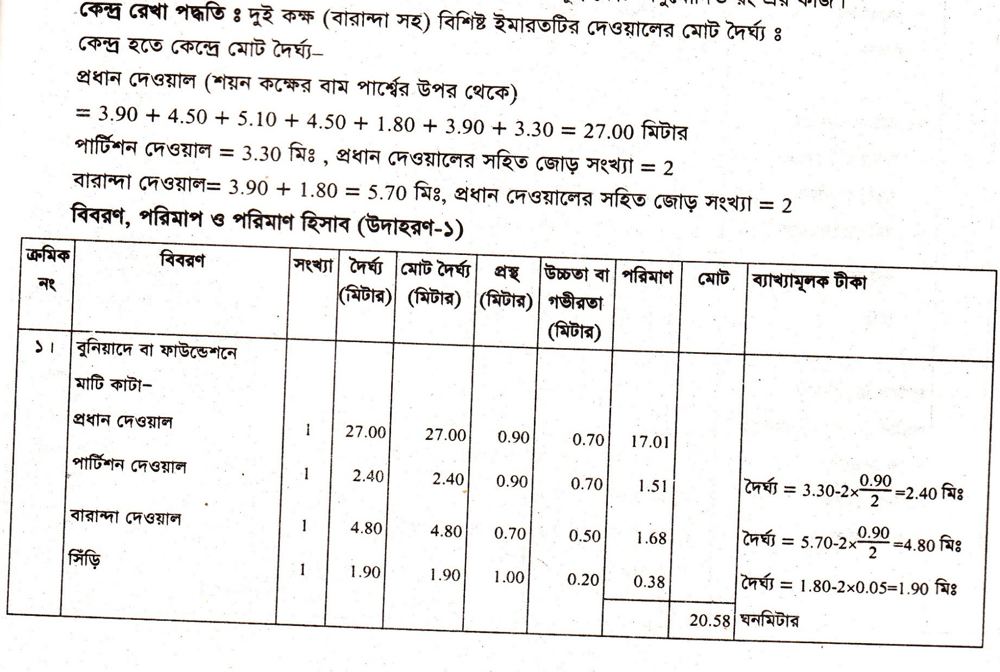 কেন্দ্র রেখা পদ্ধতি ঃ দুই কক্ষ (বারান্দা সহ) বিশিষ্ট ইমারতটির দেওয়ালের মোট দৈর্ঘ্য ঃ
কেন্দ্র হতে কেন্দ্রে মোট দৈর্ঘ্য–
প্রধান দেওয়াল (শয়ন কক্ষের বাম পার্শ্বের উপর থেকে)
= 3.90 + 4.50 + 5.10 + 4.50 + 1.80 + 3.90 + 3.30 = 27.00 মিটার
পার্টিশন দেওয়াল = 3.30 মিঃ , প্রধান দেওয়ালের সহিত জোড় সংখ্যা = 2
বারান্দা দেওয়াল= 3.90 + 1.80 = 5.70 মিঃ, প্রধান দেওয়ালের সহিত জোড় সংখ্যা = 2
বিবরণ, পরিমাপ ও পরিমাণ হিসাব (উদাহরণ-১)
ক্রমিক নং | বিবরণ | সংখ্যা | দৈর্ঘ্য (মিটার) | মোট দৈর্ঘ্য (মিটার) | প্রস্থ (মিটার) | উচ্চতা বা গভীরতা (মিটার) | পরিমাণ | মোট | ব্যাখ্যামূলক টীকা
১। বুনিয়াদে বা ফাউন্ডেশনে
মাটি কাটা–
প্রধান দেওয়াল 1 27.00 27.00 0.90 0.70 17.01
পার্টিশন দেওয়াল 1 2.40 2.40 0.90 0.70 1.51 দৈর্ঘ্য = 3.30-2×0.90/2=2.40 মিঃ
বারান্দা দেওয়াল 1 4.80 4.80 0.70 0.50 1.68 দৈর্ঘ্য = 5.70-2×0.90/2=4.80 মিঃ
সিঁড়ি 1 1.90 1.90 1.00 0.20 0.38 দৈর্ঘ্য = 1.80-2×0.05=1.90 মিঃ
20.58 ঘনমিটার